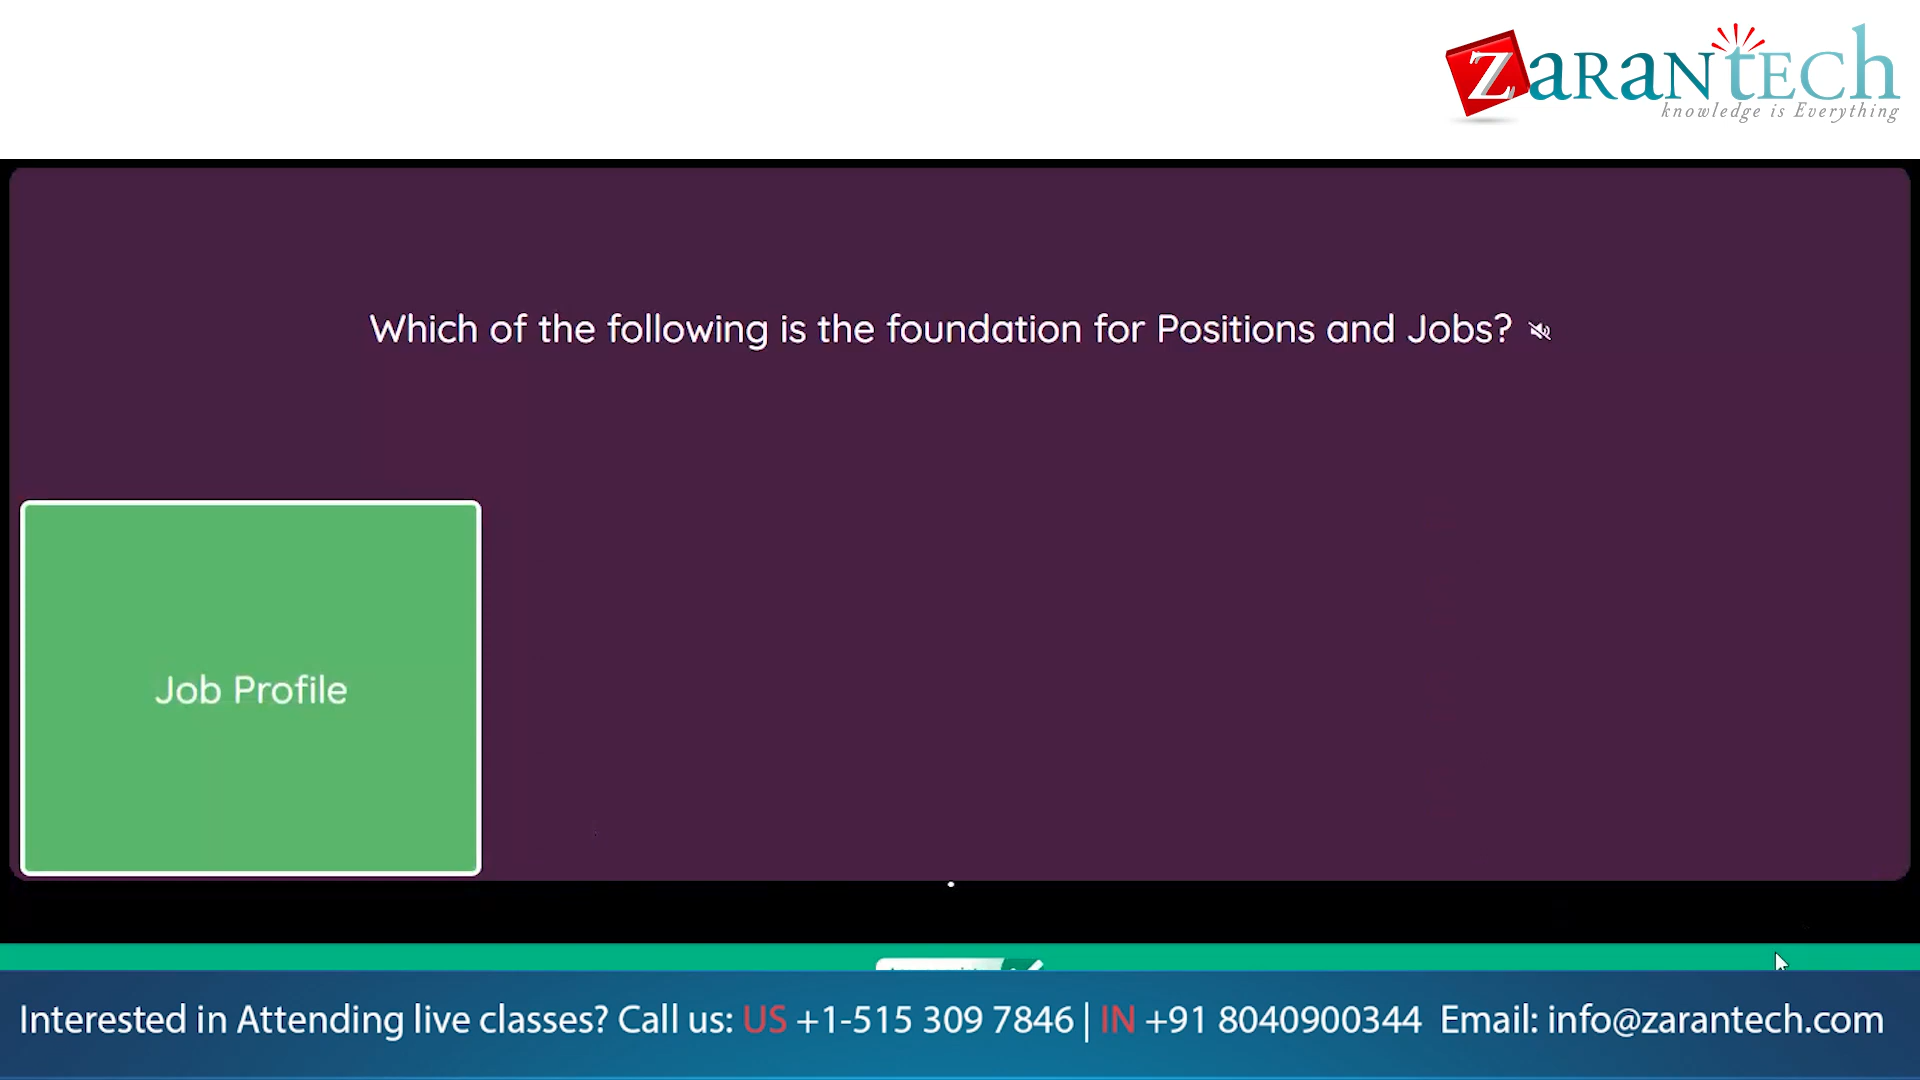 ZaranTech
knowledge is Everything
Which of the following is the foundation for Positions and Jobs?
Job Profile
Interested in Attending live classes? Call us: US +1-515 309 7846 | IN +91 8040900344 Email: info@zarantech.com